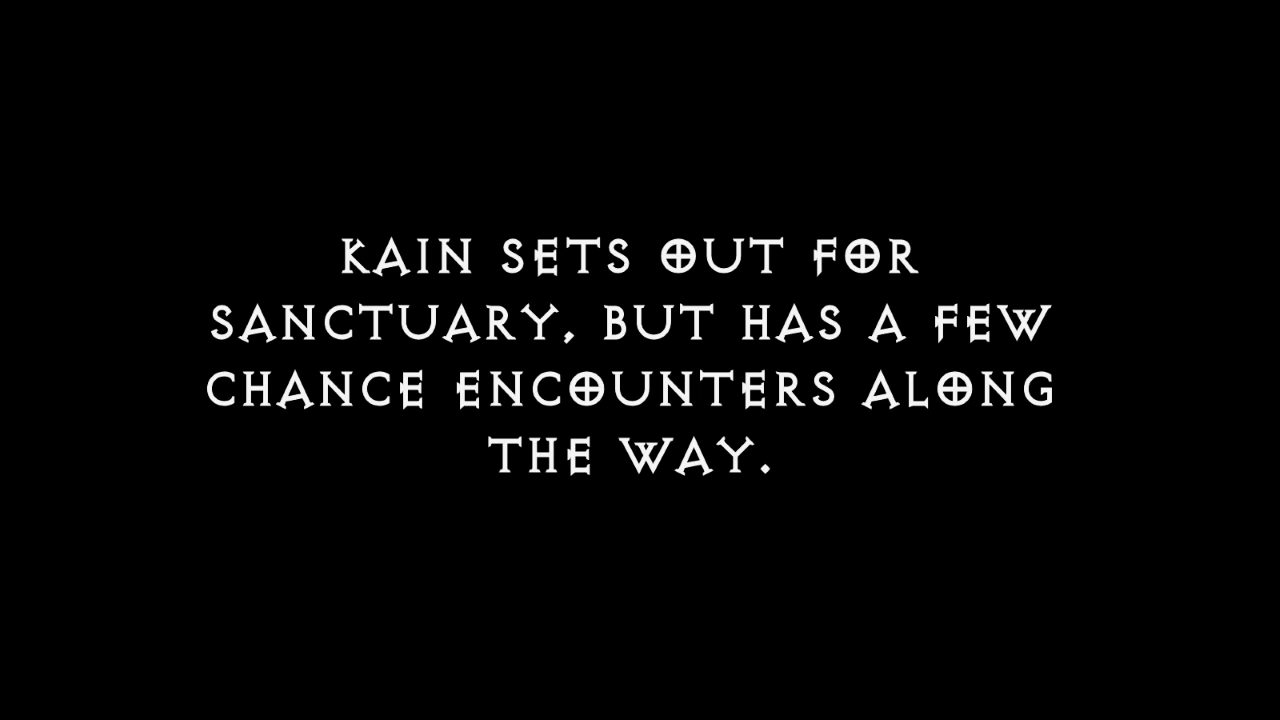 KAIN SETS OUT FOR
SANCTUARY, BUT HAS A FEW
CHANCE ENCOUNTERS ALONG
THE WAY.